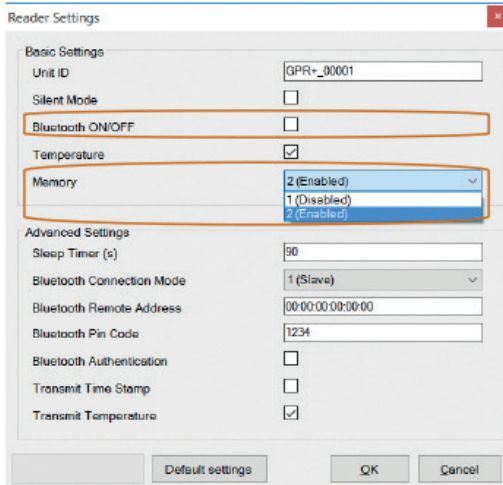 Reader Settings
Basic Settings
Unit ID GPR+_00001
Silent Mode
Bluetooth ON/OFF
Temperature
Memory 2 (Enabled)
1 (Disabled)
2 (Enabled)
Advanced Settings
Sleep Timer (s) 90
Bluetooth Connection Mode 1 (Slave)
Bluetooth Remote Address 00:00:00:00:00:00
Bluetooth Pin Code 1234
Bluetooth Authentication
Transmit Time Stamp
Transmit Temperature
Default settings OK Cancel